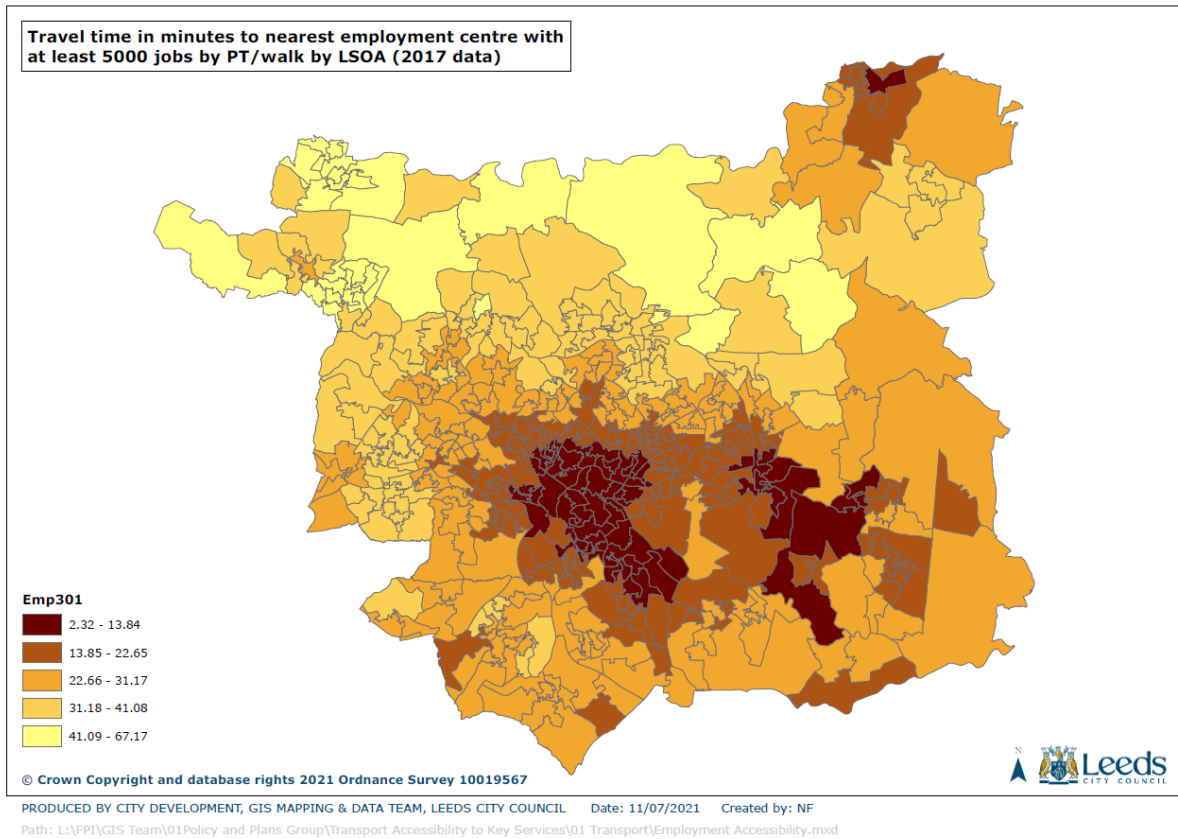 Travel time in minutes to nearest employment centre with
at least 5000 jobs by PT/walk by LSOA (2017 data)
Emp301
2.32 - 13.84
13.85 - 22.65
22.66 - 31.17
31.18 - 41.08
41.09 - 67.17
N
Leeds
CITY COUNCIL
© Crown Copyright and database rights 2021 Ordnance Survey 10019567
PRODUCED BY CITY DEVELOPMENT, GIS MAPPING & DATA TEAM, LEEDS CITY COUNCIL Date: 11/07/2021 Created by: NF
Path: L:\FPI\GIS Team\01Policy and Plans Group\Transport Accessibility to Key Services\01 Transport\Employment Accessibility.mxd